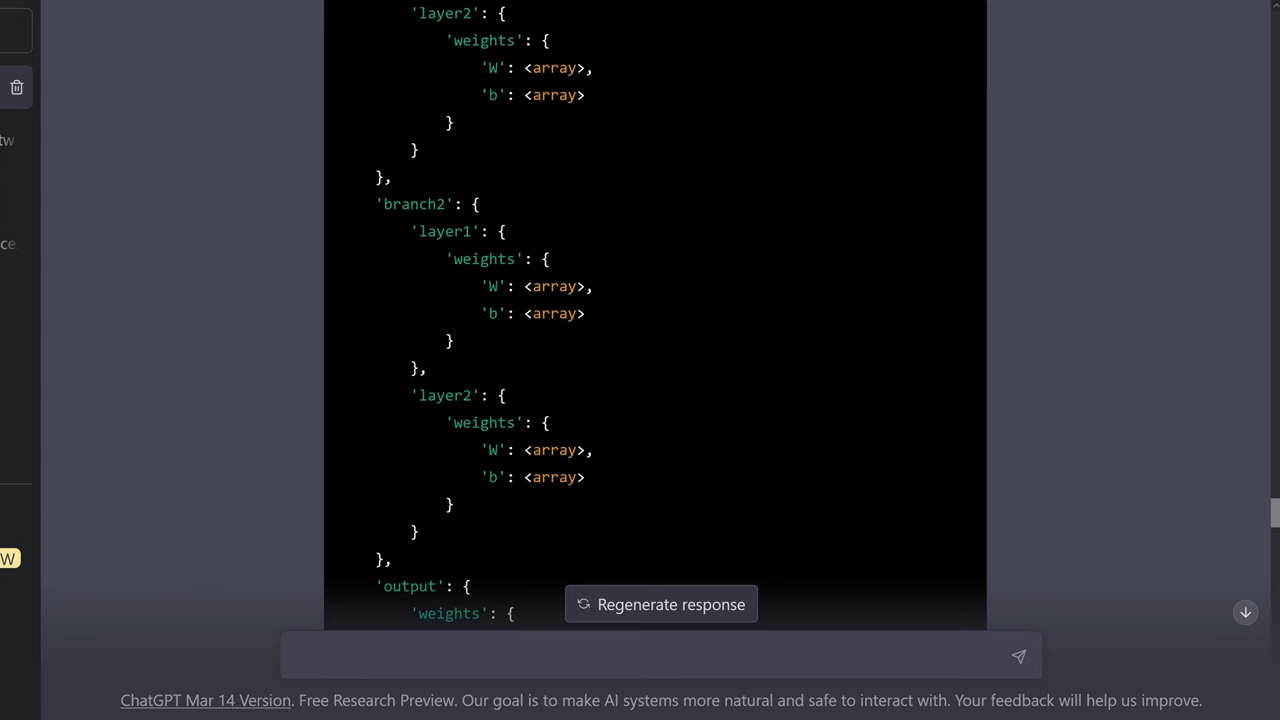 'layer2': {
'weights': {
'W': <array>,
'b': <array>
}
}
},
'branch2': {
'layer1': {
'weights': {
'W': <array>,
'b': <array>
}
},
'layer2': {
'weights': {
'W': <array>,
'b': <array>
}
}
},
'output': {
'weights': {
tw
ce.
W
Regenerate response
ChatGPT Mar 14 Version. Free Research Preview. Our goal is to make AI systems more natural and safe to interact with. Your feedback will help us improve.